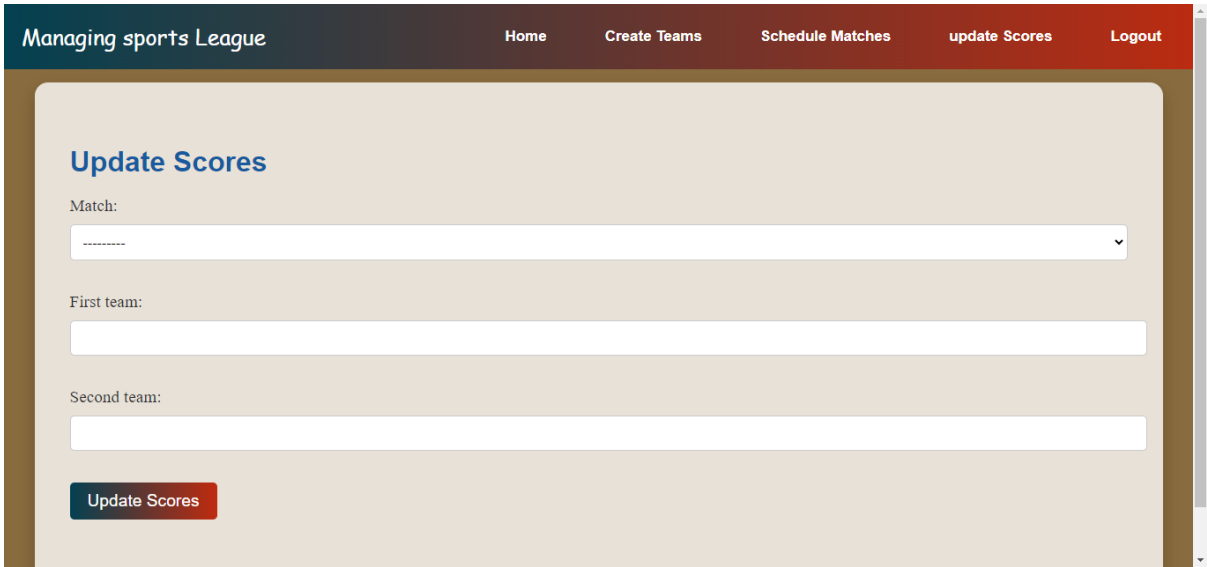 Managing sports League Home Create Teams Schedule Matches update Scores Logout
Update Scores
Match:
---------
First team:
Second team:
Update Scores